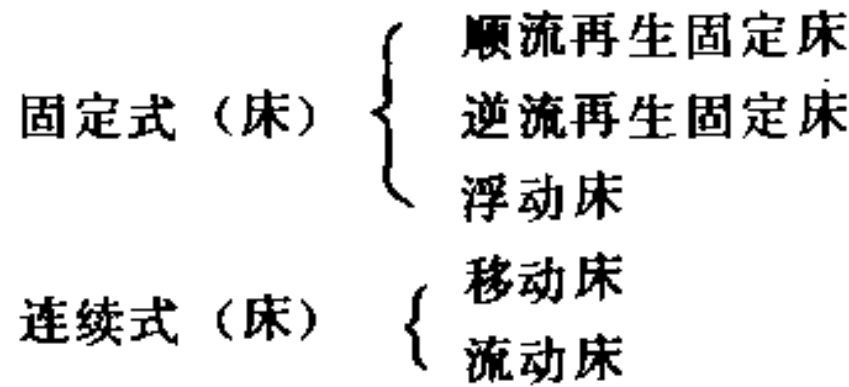 固定式（床）
顺流再生固定床
逆流再生固定床
浮动床
连续式（床）
移动床
流动床